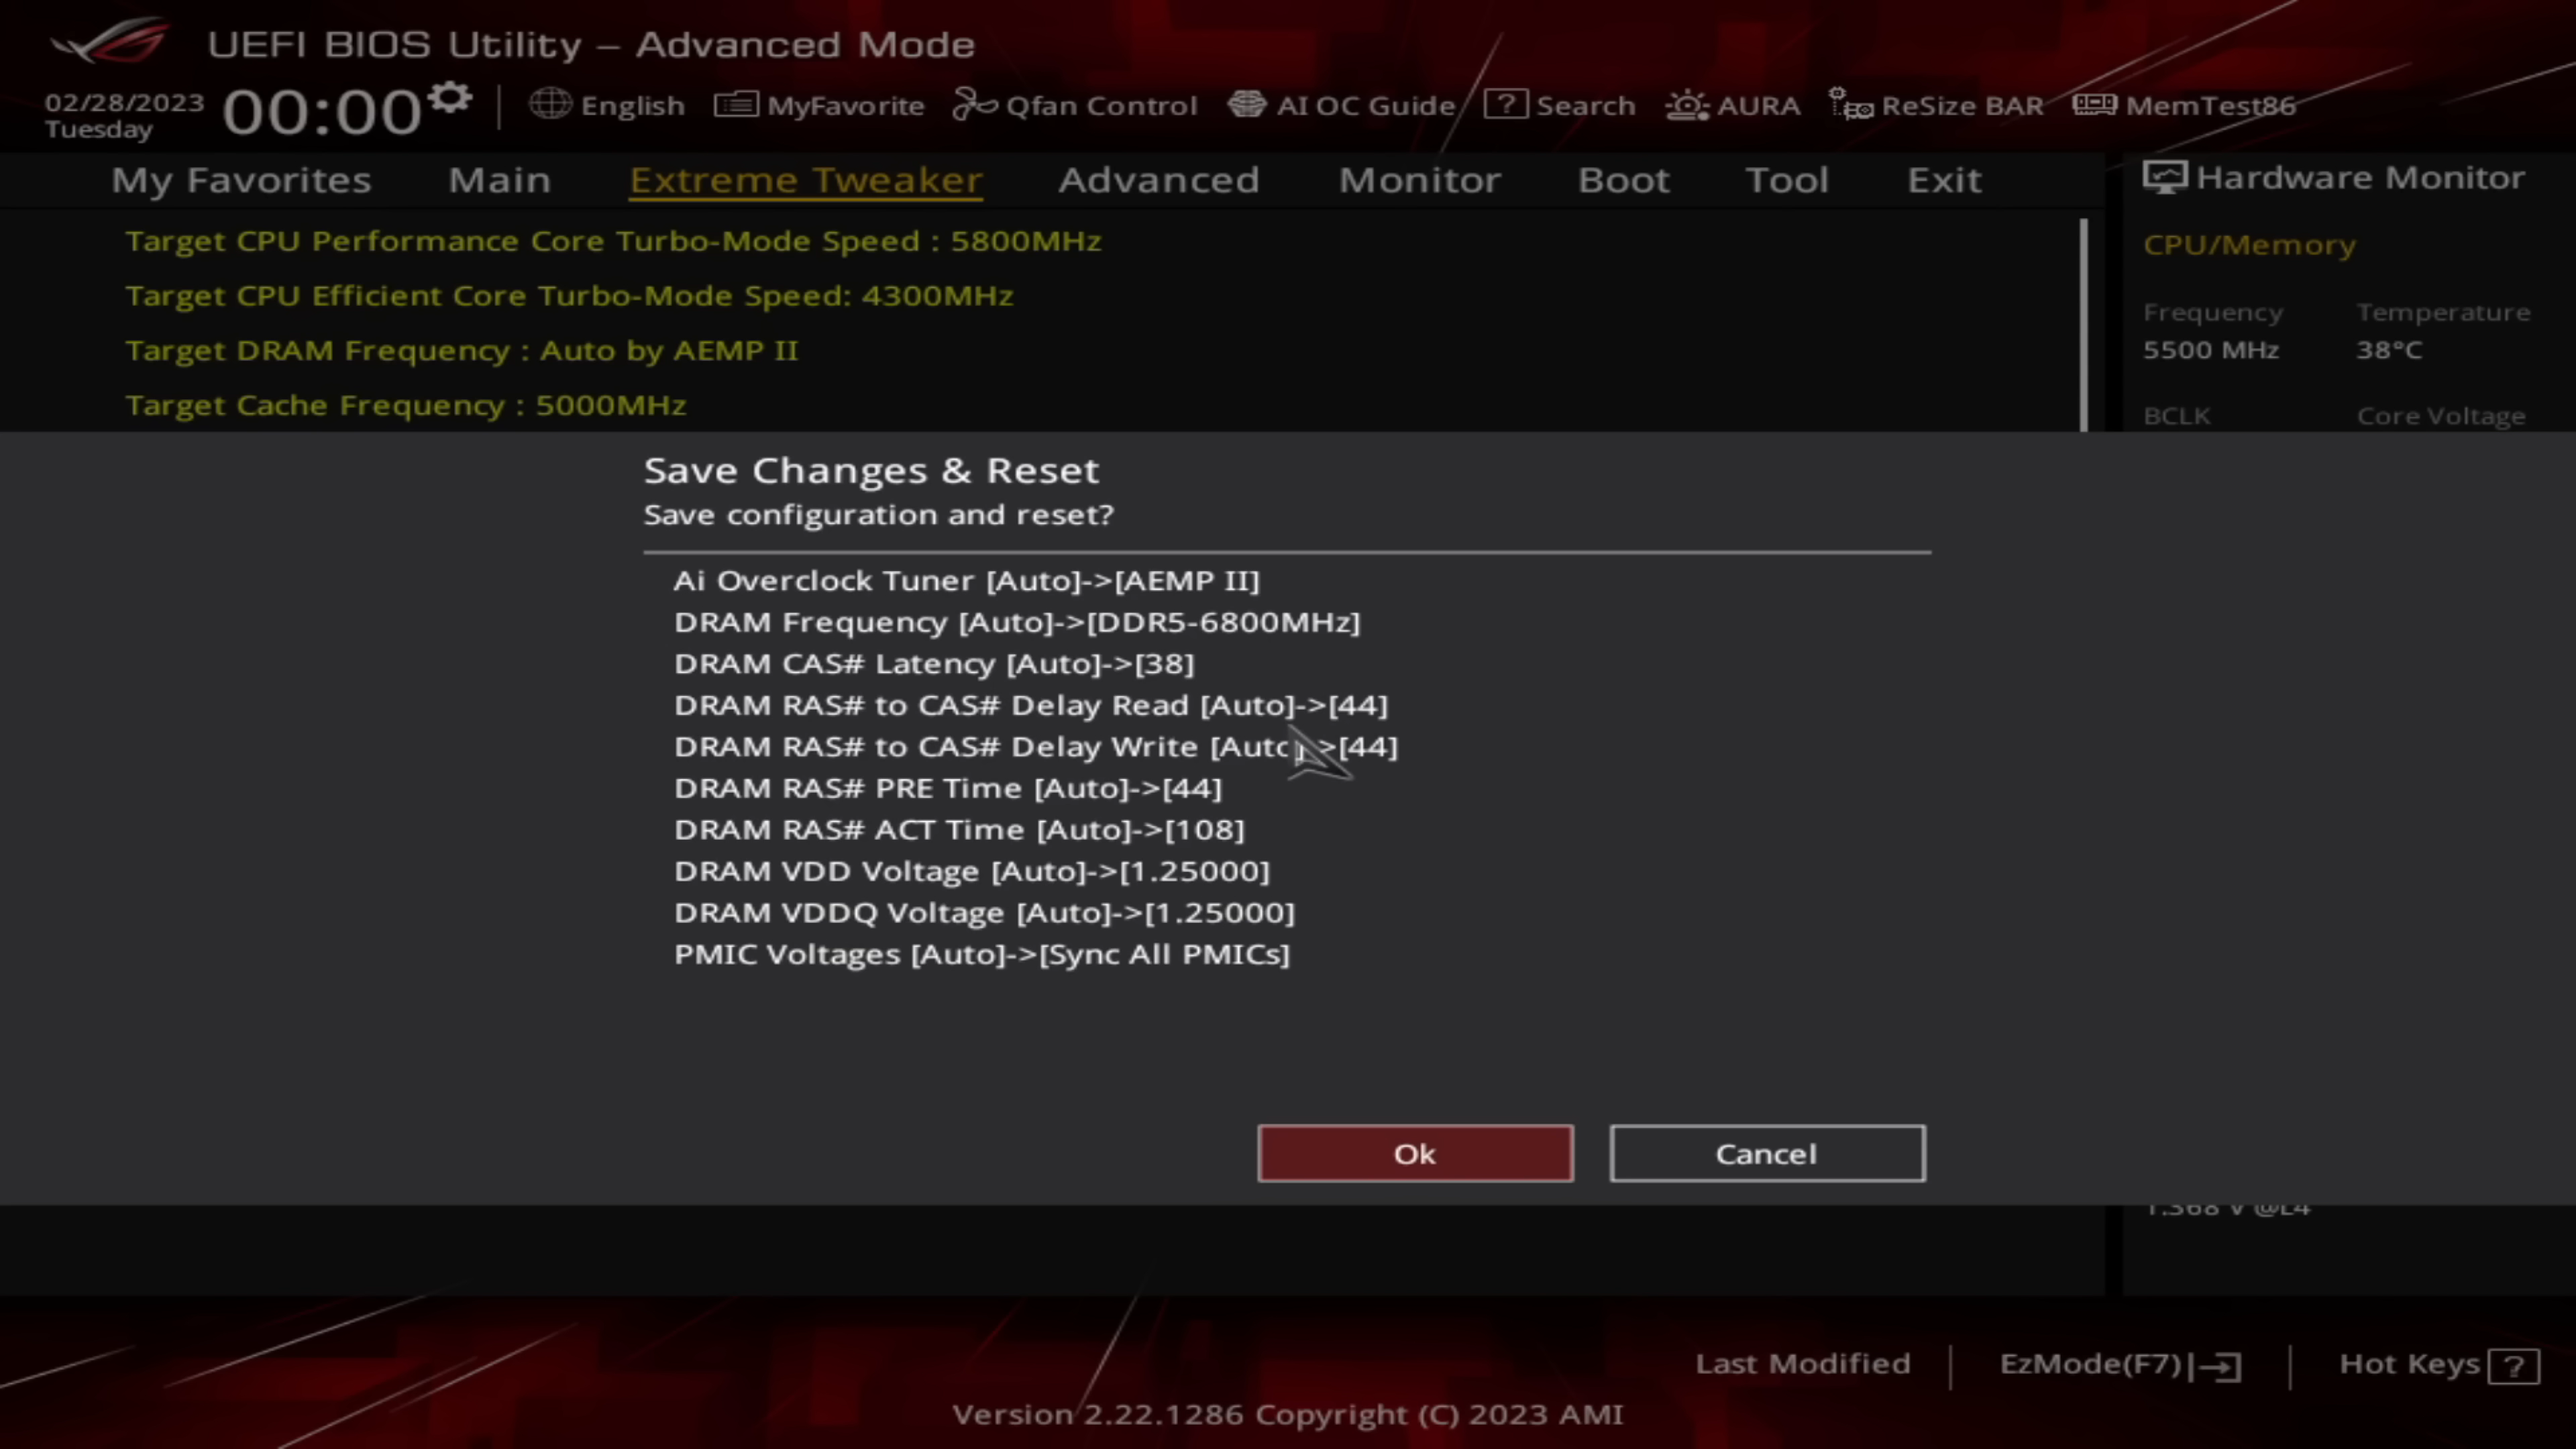 UEFI BIOS Utility – Advanced Mode
02/28/2023
Tuesday
00:00
English
MyFavorite
Qfan Control
AI OC Guide
? Search
AURA
ReSize BAR
MemTest86
My Favorites
Main
Extreme Tweaker
Advanced
Monitor
Boot
Tool
Exit
Hardware Monitor
Target CPU Performance Core Turbo-Mode Speed : 5800MHz
Target CPU Efficient Core Turbo-Mode Speed: 4300MHz
Target DRAM Frequency : Auto by AEMP II
Target Cache Frequency : 5000MHz
CPU/Memory
Frequency Temperature
5500 MHz 38°C
BCLK Core Voltage
Save Changes & Reset
Save configuration and reset?
Ai Overclock Tuner [Auto]->[AEMP II]
DRAM Frequency [Auto]->[DDR5-6800MHz]
DRAM CAS# Latency [Auto]->[38]
DRAM RAS# to CAS# Delay Read [Auto]->[44]
DRAM RAS# to CAS# Delay Write [Auto]->[44]
DRAM RAS# PRE Time [Auto]->[44]
DRAM RAS# ACT Time [Auto]->[108]
DRAM VDD Voltage [Auto]->[1.25000]
DRAM VDDQ Voltage [Auto]->[1.25000]
PMIC Voltages [Auto]->[Sync All PMICs]
Ok
Cancel
1.368 V @L4
Last Modified
EzMode(F7)
Hot Keys ?
Version 2.22.1286 Copyright (C) 2023 AMI